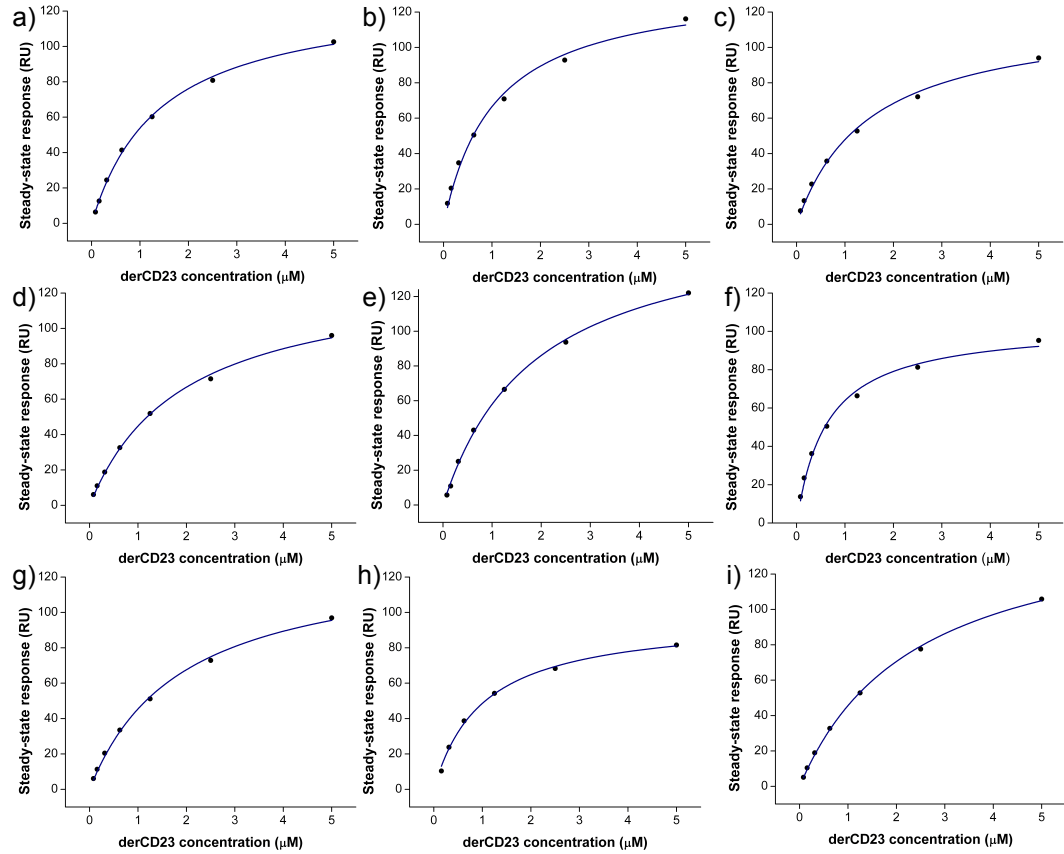 a)
Steady-state response (RU)
120
100
80
60
40
20
0
0 1 2 3 4 5
derCD23 concentration (μM)
b)
Steady-state response (RU)
120
100
80
60
40
20
0
0 1 2 3 4 5
derCD23 concentration (μM)
c)
Steady-state response (RU)
120
100
80
60
40
20
0
0 1 2 3 4 5
derCD23 concentration (μM)
d)
Steady-state response (RU)
120
100
80
60
40
20
0
0 1 2 3 4 5
derCD23 concentration (μM)
e)
Steady-state response (RU)
120
100
80
60
40
20
0
0 1 2 3 4 5
derCD23 concentration (μM)
f)
Steady-state response (RU)
120
100
80
60
40
20
0
0 1 2 3 4 5
derCD23 concentration (μM)
g)
Steady-state response (RU)
120
100
80
60
40
20
0
0 1 2 3 4 5
derCD23 concentration (μM)
h)
Steady-state response (RU)
120
100
80
60
40
20
0
0 1 2 3 4 5
derCD23 concentration (μM)
i)
Steady-state response (RU)
120
100
80
60
40
20
0
0 1 2 3 4 5
derCD23 concentration (μM)